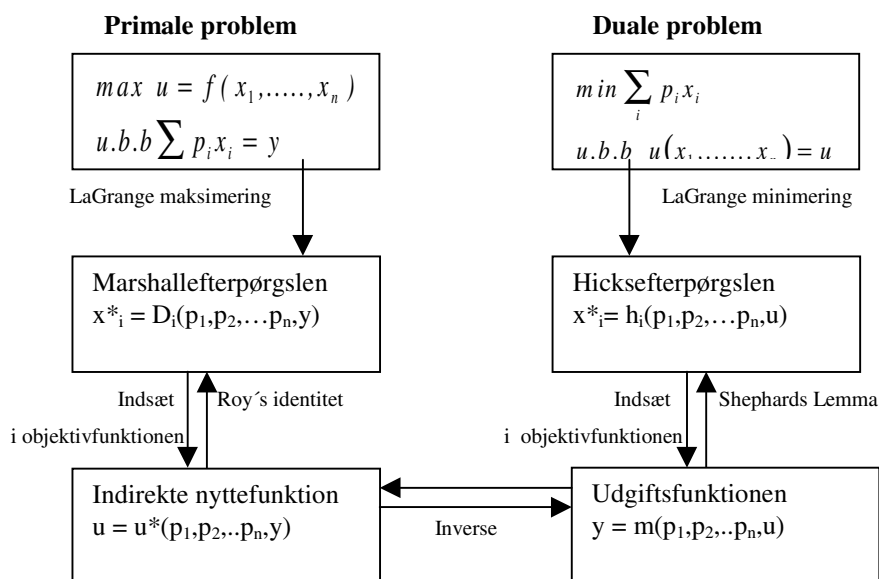 Primale problem
max u = f( x₁,....., xₙ )
u.b.b ∑ pᵢxᵢ = y
LaGrange maksimering
Marshallefterpørgslen
x*ᵢ = Dᵢ(p₁,p₂,…pₙ,y)
Indsæt
Roy´s identitet
i objektivfunktionen
Indirekte nyttefunktion
u = u*(p₁,p₂,..pₙ,y)
Inverse
Duale problem
min ∑ᵢ pᵢxᵢ
u.b.b u(x₁.......xₙ) = u
LaGrange minimering
Hicksefterpørgslen
x*ᵢ= hᵢ(p₁,p₂,…pₙ,u)
Indsæt
Shephards Lemma
i objektivfunktionen
Udgiftsfunktionen
y = m(p₁,p₂,..pₙ,u)